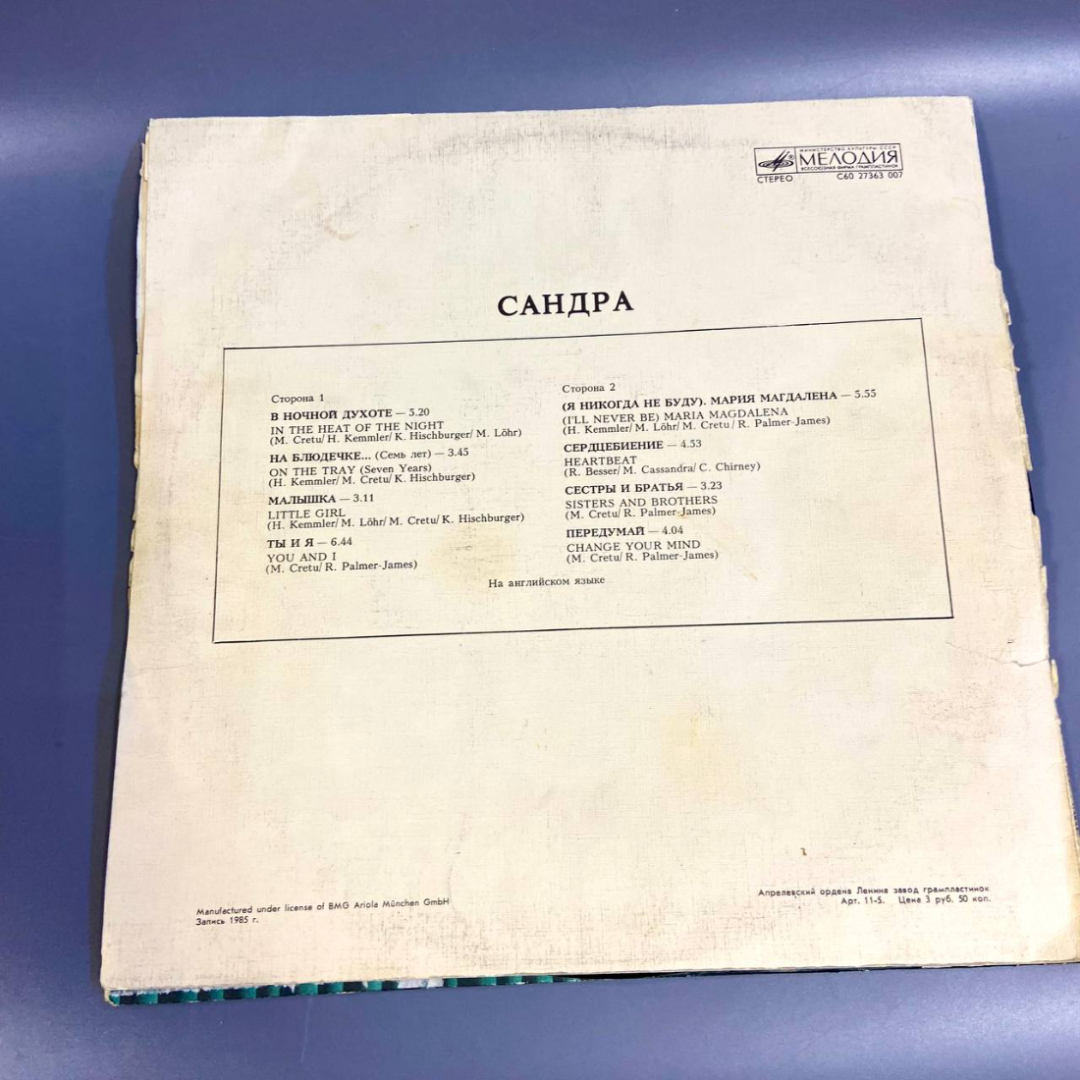 МИНИСТЕРСТВО КУЛЬТУРЫ СССР
МЕЛОДИЯ
ВСЕСОЮЗНАЯ ФИРМА ГРАМПЛАСТИНОК
СТЕРЕО С60 27363 007
САНДРА
Сторона 1
В НОЧНОЙ ДУХОТЕ — 5.20
IN THE HEAT OF THE NIGHT
(M. Cretu/ H. Kemmler/ K. Hischburger/ M. Löhr)
НА БЛЮДЕЧКЕ... (Семь лет) — 3.45
ON THE TRAY (Seven Years)
(H. Kemmler/ M. Cretu/ K. Hischburger)
МАЛЫШКА — 3.11
LITTLE GIRL
(H. Kemmler/ M. Löhr/ M. Cretu/ K. Hischburger)
ТЫ И Я — 6.44
YOU AND I
(M. Cretu/ R. Palmer-James)
Сторона 2
(Я НИКОГДА НЕ БУДУ). МАРИЯ МАГДАЛЕНА — 5.55
(I'LL NEVER BE) MARIA MAGDALENA
(H. Kemmler/ M. Löhr/ M. Cretu/ R. Palmer-James)
СЕРДЦЕБИЕНИЕ — 4.53
HEARTBEAT
(R. Besser/ M. Cassandra/ C. Chirney)
СЕСТРЫ И БРАТЬЯ — 3.23
SISTERS AND BROTHERS
(M. Cretu/ R. Palmer-James)
ПЕРЕДУМАЙ — 4.04
CHANGE YOUR MIND
(M. Cretu/ R. Palmer-James)
На английском языке
Manufactured under license of BMG Ariola München GmbH
Запись 1985 г.
Апрелевский ордена Ленина завод грампластинок
Арт. 11-5. Цена 3 руб. 50 коп.